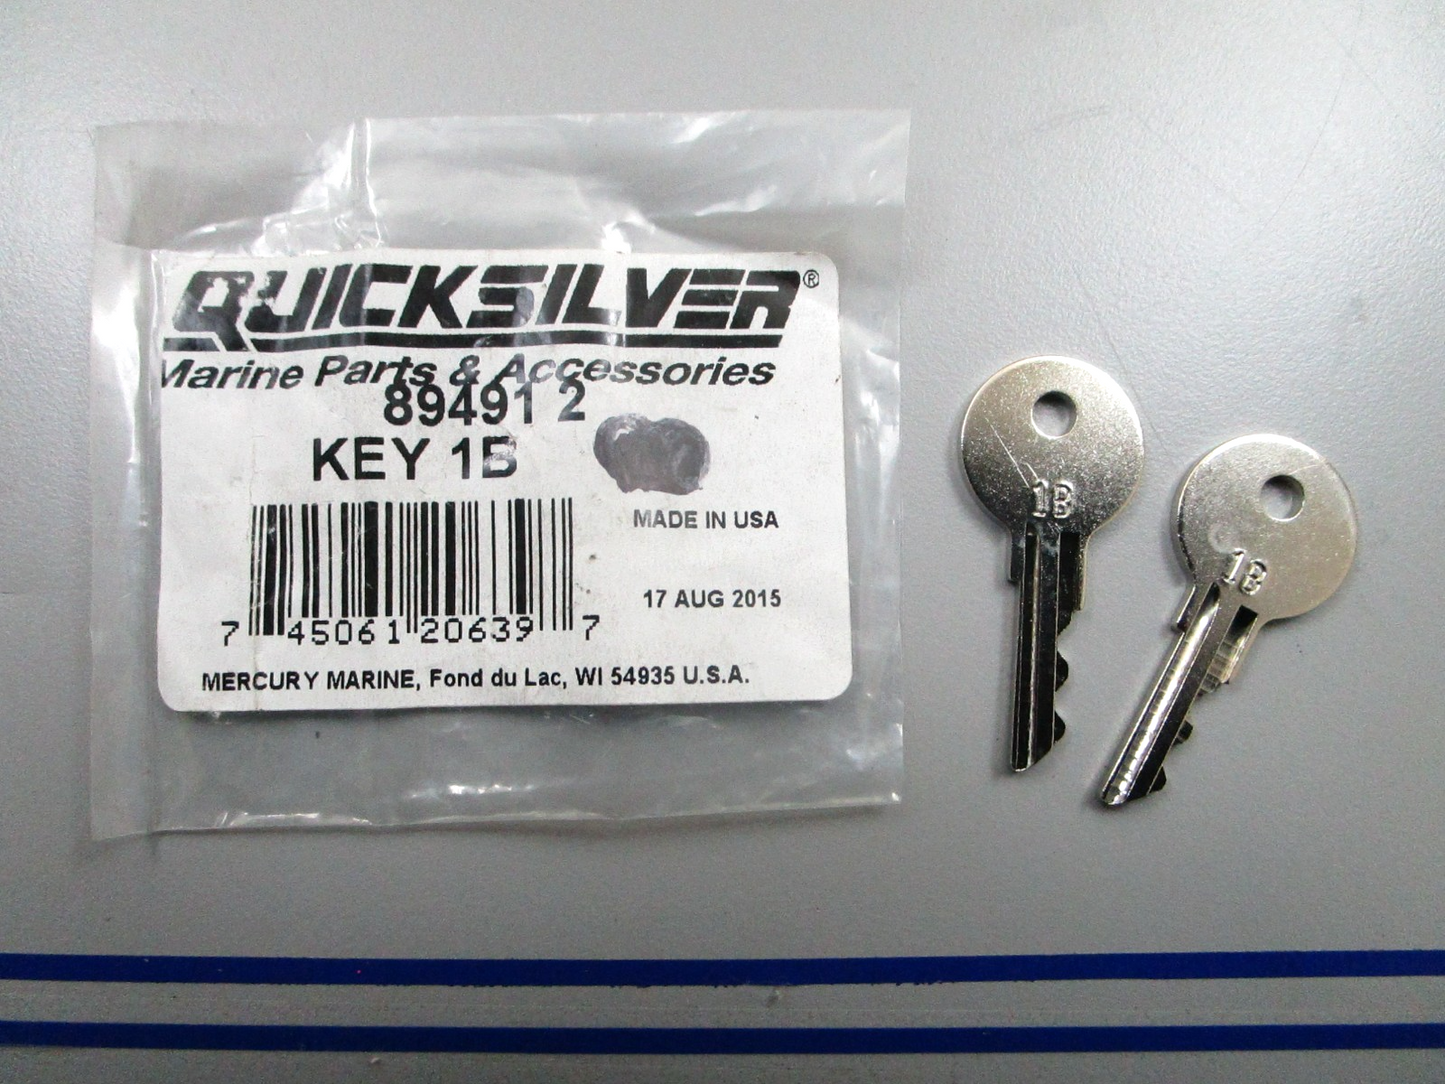 QUICKSILVER®
Marine Parts & Accessories
89491 2
KEY 1B
MADE IN USA
17 AUG 2015
7 45061 20639 7
MERCURY MARINE, Fond du Lac, WI 54935 U.S.A.
1B
1B